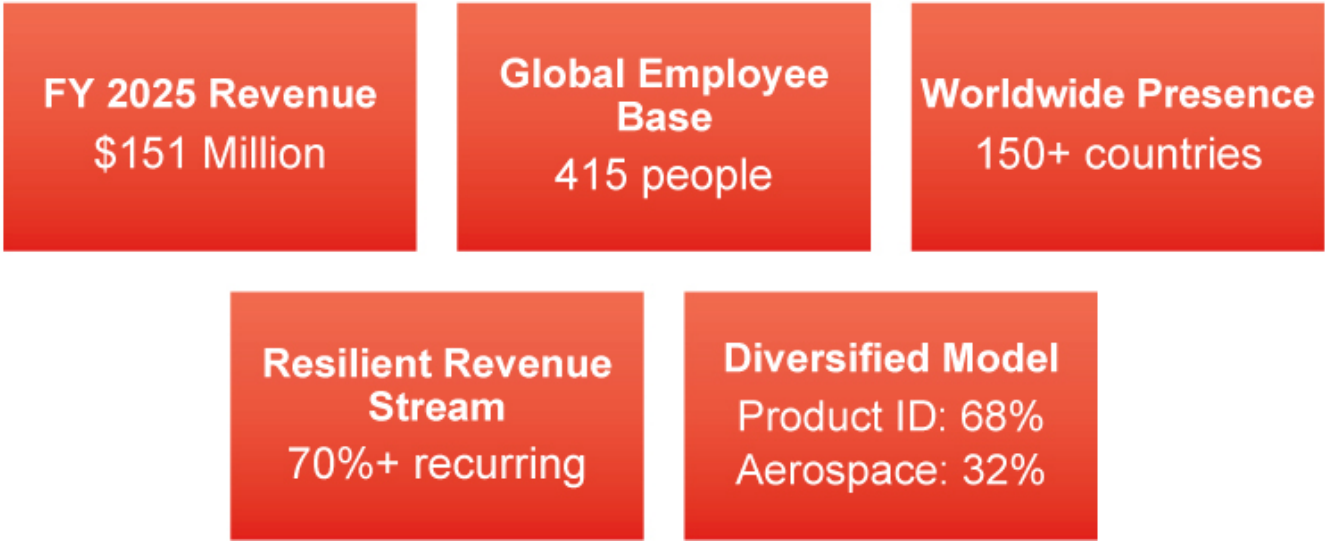 FY 2025 Revenue
$151 Million
Global Employee
Base
415 people
Worldwide Presence
150+ countries
Resilient Revenue
Stream
70%+ recurring
Diversified Model
Product ID: 68%
Aerospace: 32%